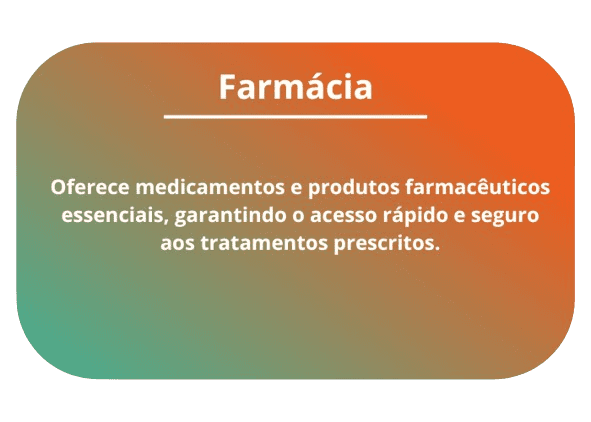 Farmácia
Oferece medicamentos e produtos farmacêuticos
essenciais, garantindo o acesso rápido e seguro
aos tratamentos prescritos.